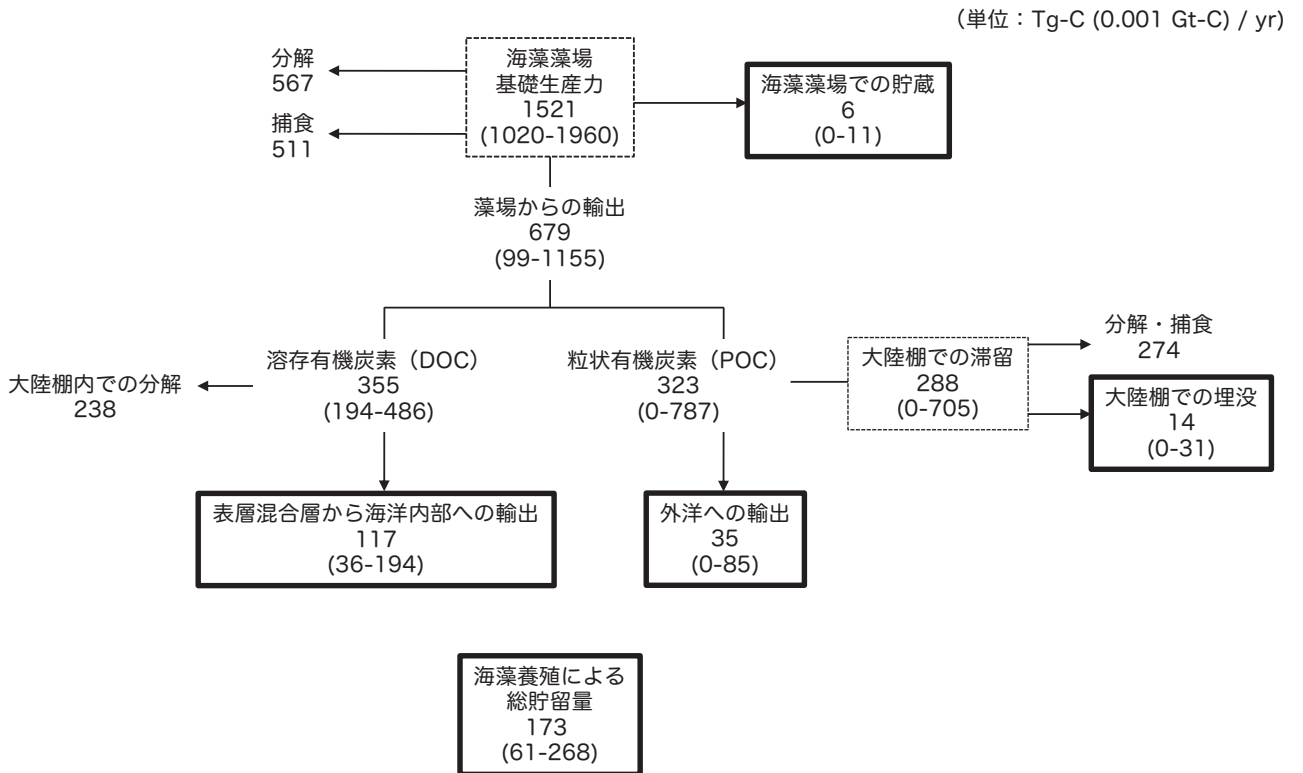 （単位：Tg-C (0.001 Gt-C) / yr)
分解
567
捕食
511
海藻藻場
基礎生産力
1521
(1020-1960)
海藻藻場での貯蔵
6
(0-11)
藻場からの輸出
679
(99-1155)
大陸棚内での分解
238
溶存有機炭素（DOC）
355
(194-486)
粒状有機炭素（POC）
323
(0-787)
大陸棚での滞留
288
(0-705)
分解・捕食
274
大陸棚での埋没
14
(0-31)
表層混合層から海洋内部への輸出
117
(36-194)
外洋への輸出
35
(0-85)
海藻養殖による
総貯留量
173
(61-268)